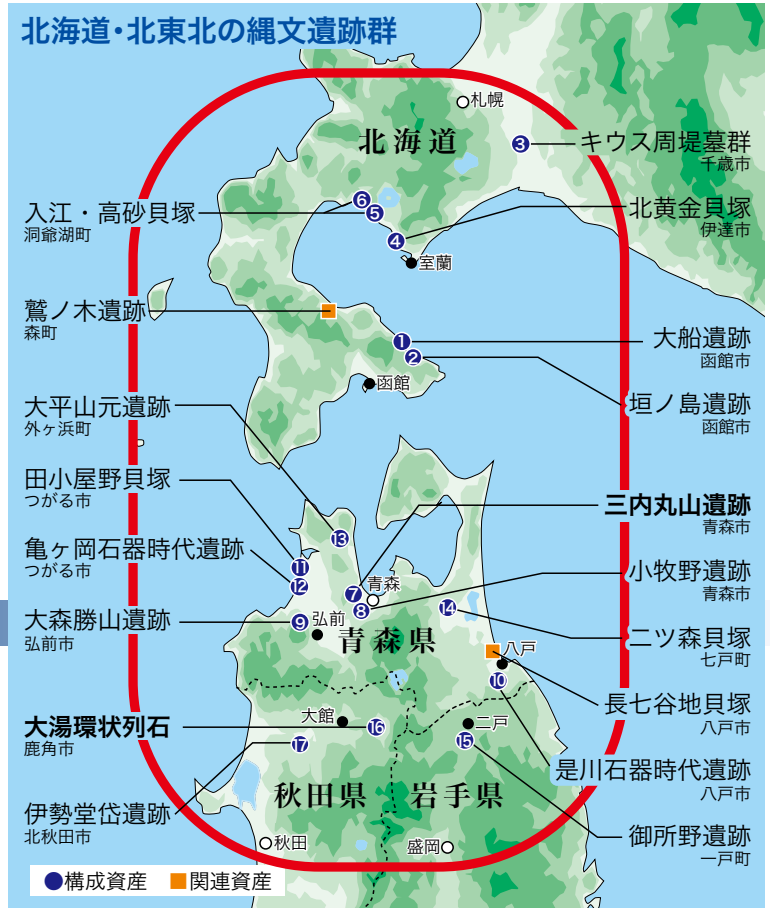 北海道・北東北の縄文遺跡群
札幌
北海道
❸
キウス周堤墓群
千歳市
入江・高砂貝塚
洞爺湖町
❻
❺
北黄金貝塚
伊達市
❹
室蘭
鷲ノ木遺跡
森町
❶
大船遺跡
函館市
❷
函館
垣ノ島遺跡
函館市
大平山元遺跡
外ヶ浜町
田小屋野貝塚
つがる市
三内丸山遺跡
青森市
亀ヶ岡石器時代遺跡
つがる市
⓭
⓫
⓬
❼
青森
❽
⓮
小牧野遺跡
青森市
大森勝山遺跡
弘前市
❾
弘前
青森県
二ツ森貝塚
七戸町
八戸
❿
長七谷地貝塚
八戸市
大湯環状列石
鹿角市
大館
⓰
二戸
⓯
⓱
是川石器時代遺跡
八戸市
秋田県
岩手県
伊勢堂岱遺跡
北秋田市
御所野遺跡
一戸町
秋田
盛岡
●構成資産 ■関連資産